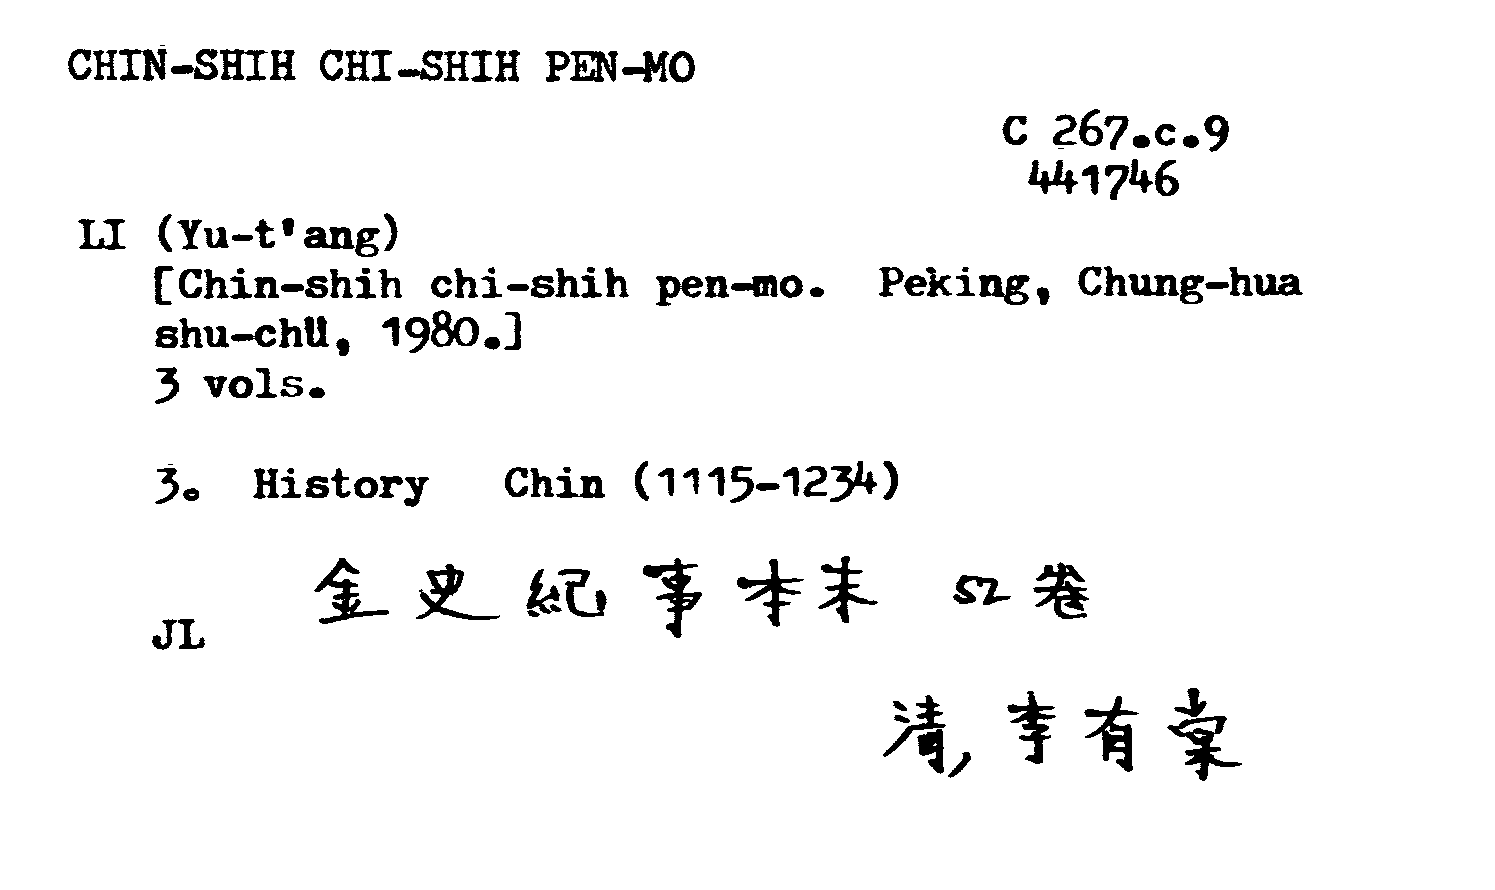 CHIN-SHIH CHI-SHIH PEN-MO
C 267.c.9
441746
LI (Yu-t'ang)
[Chin-shih chi-shih pen-mo. Peking, Chung-hua
shu-chü, 1980.]
3 vols.
3. History Chin (1115-1234)
金史紀事本末 52卷
JL
清, 李有棠